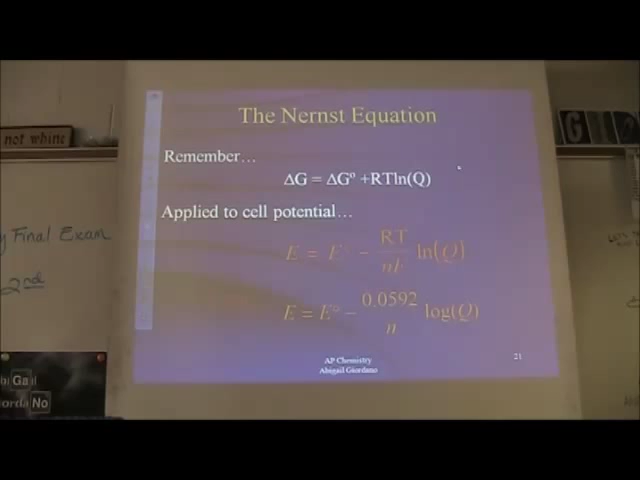 The Nernst Equation
not whine
Remember…
ΔG = ΔG° +RTln(Q)
Applied to cell potential…
E = E° − RT/nF ln(Q)
Final Exam
2nd
E = E° − 0.0592/n log(Q)
AP Chemistry
Abigail Giordano
21
Ga
No